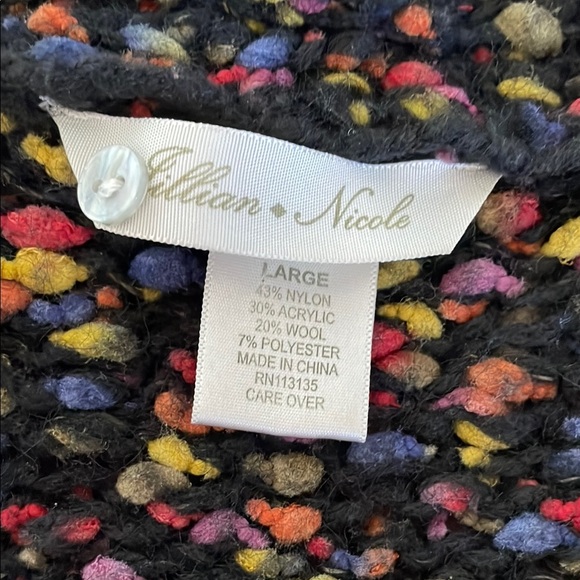 Jillian • Nicole
LARGE
43% NYLON
30% ACRYLIC
20% WOOL
7% POLYESTER
MADE IN CHINA
RN113135
CARE OVER